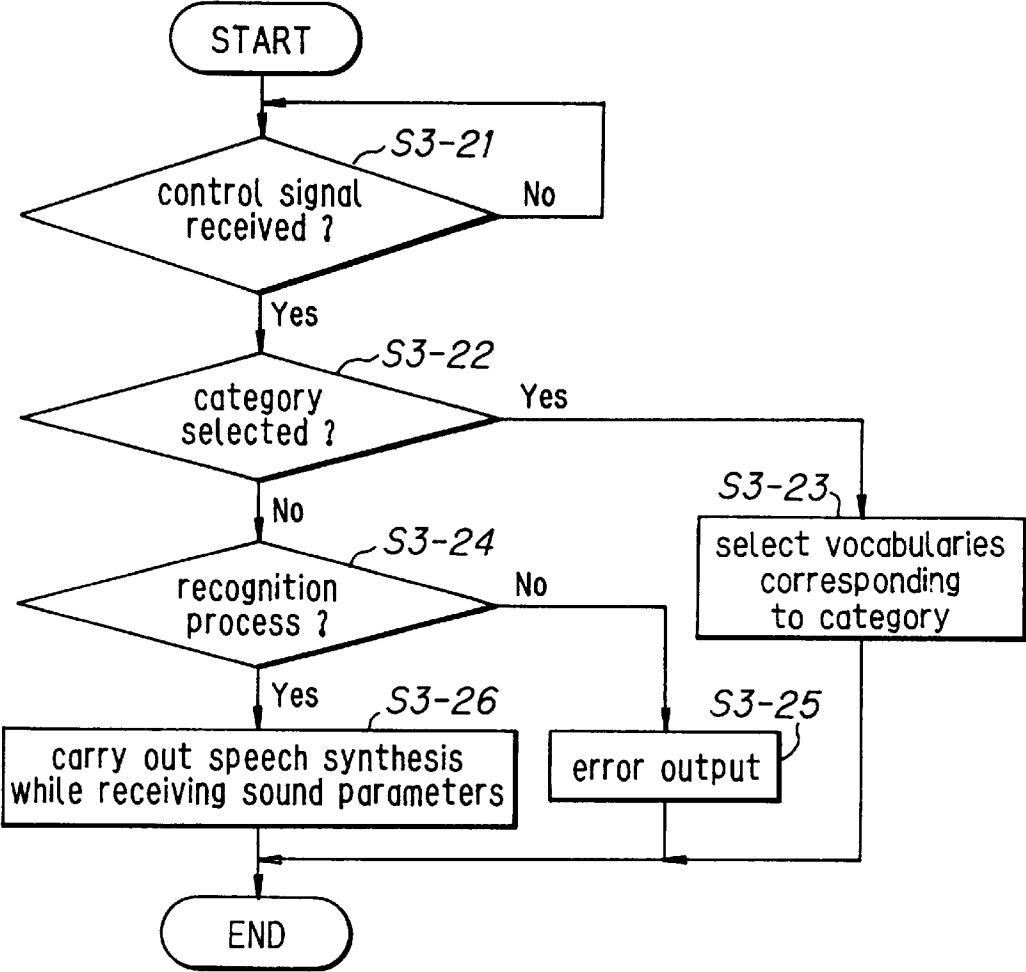 START
S3-21
control signal
received ?
No
Yes
S3-22
category
selected ?
Yes
No
S3-23
select vocabularies
corresponding
to category
S3-24
recognition
process ?
No
Yes
S3-26
carry out speech synthesis
while receiving sound parameters
S3-25
error output
END